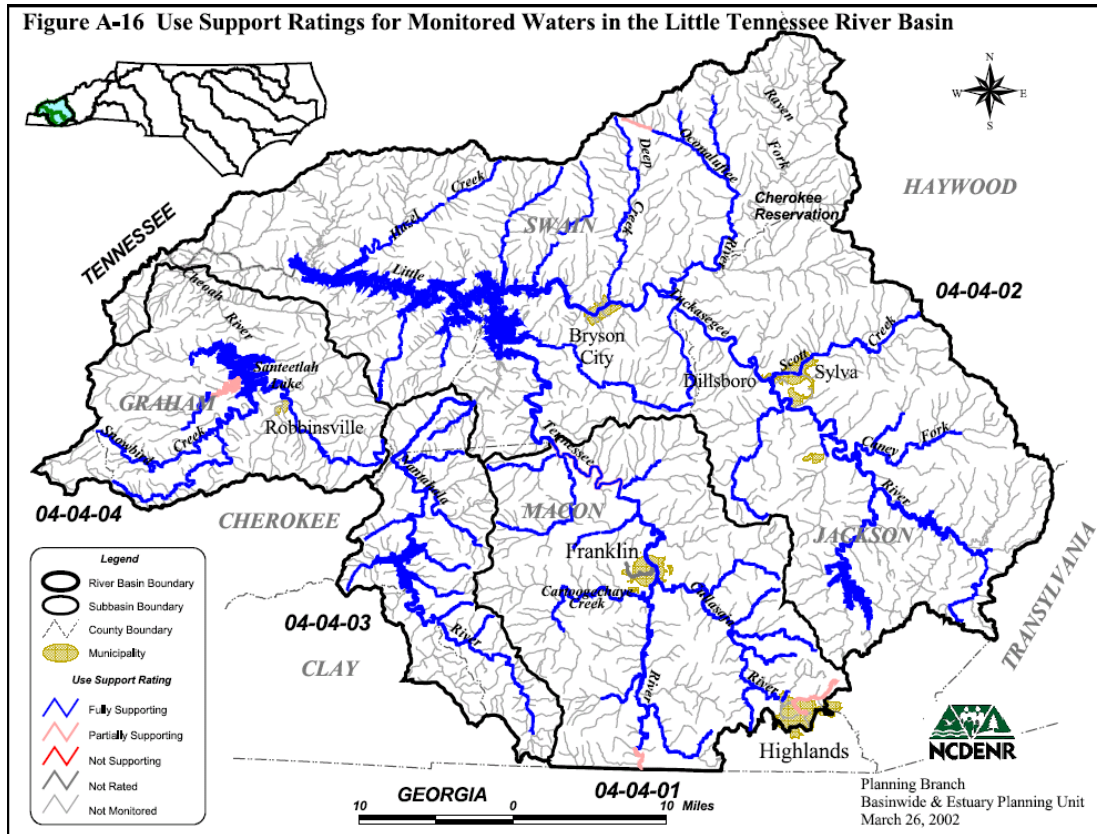 Figure A-16  Use Support Ratings for Monitored Waters in the Little Tennessee River Basin
N
W
E
S
Raven
Fork
Oconaluftee
River
Deep
Creek
Hazel
Creek
HAYWOOD
Cherokee
Reservation
SWAIN
TENNESSEE
Little
04-04-02
Cheoah
River
Tuckasegee
Bryson
City
Scott
Creek
Dillsboro
Sylva
Santeetlah
Lake
GRAHAM
Robbinsville
Snowbird
Creek
Tennessee
Caney
Fork
River
Nantahala
04-04-04
CHEROKEE
MACON
JACKSON
Franklin
Cartoogechaye
Creek
Cullasaja
River
TRANSYLVANIA
04-04-03
River
CLAY
River
Highlands
Legend
River Basin Boundary
Subbasin Boundary
County Boundary
Municipality
Use Support Rating
Fully Supporting
Partially Supporting
Not Supporting
Not Rated
Not Monitored
NCDENR
04-04-01
GEORGIA
10
0
10
Miles
Planning Branch
Basinwide & Estuary Planning Unit
March 26, 2002